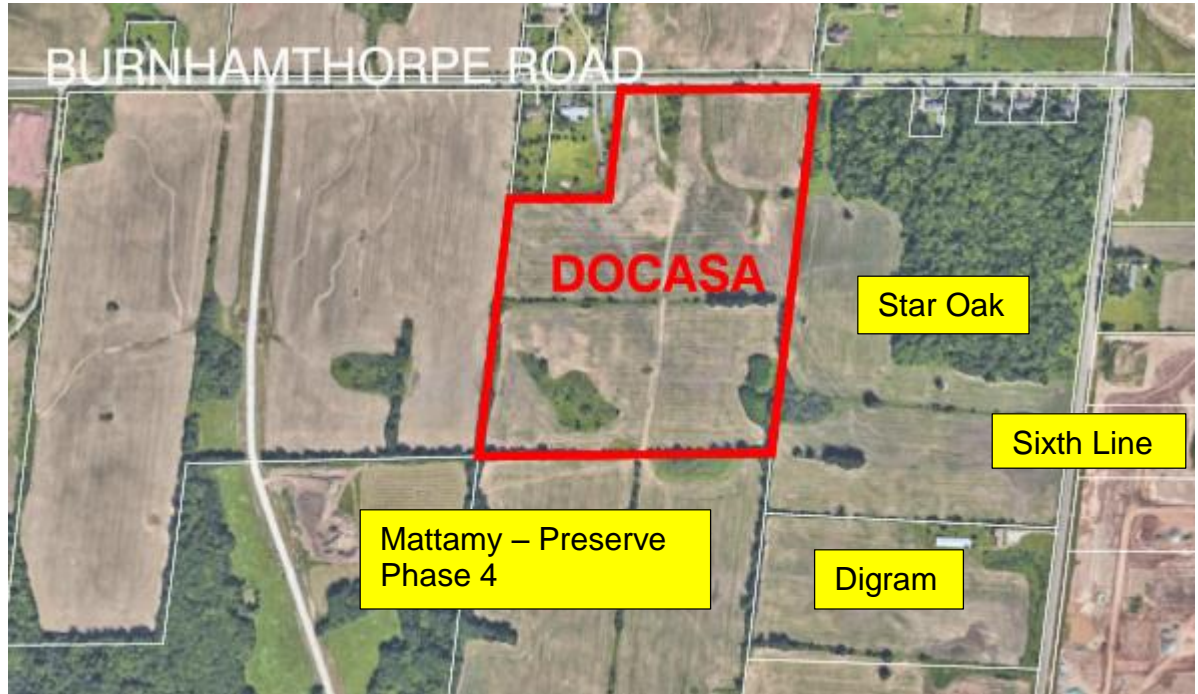 BURNHAMTHORPE ROAD
DOCASA
Star Oak
Sixth Line
Mattamy – Preserve
Phase 4
Digram